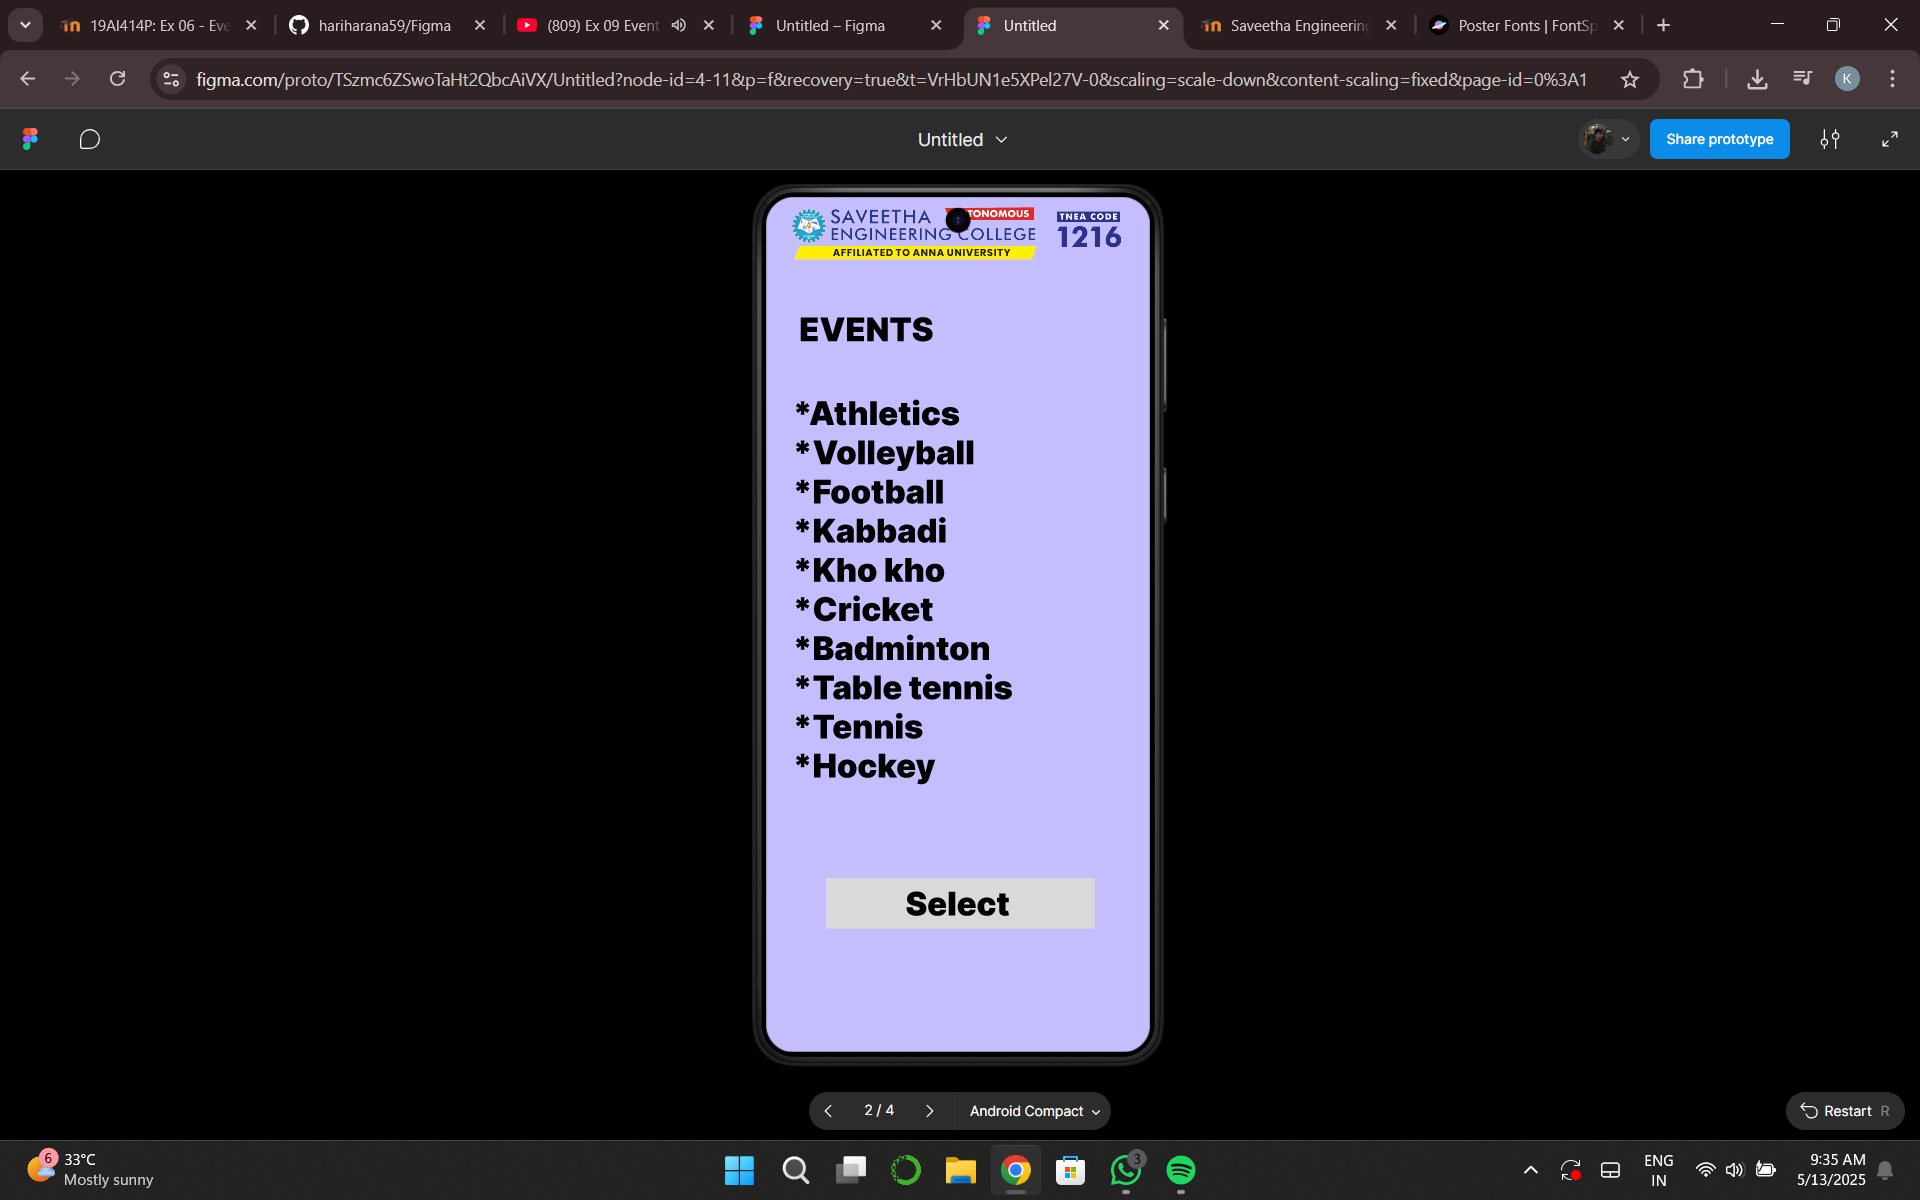 19AI414P: Ex 06 - Eve
hariharana59/Figma
(809) Ex 09 Event
Untitled – Figma
Untitled
Saveetha Engineering
Poster Fonts | FontSp
figma.com/proto/TSzmc6ZSwoTaHt2QbcAiVX/Untitled?node-id=4-11&p=f&recovery=true&t=VrHbUN1e5XPel27V-0&scaling=scale-down&content-scaling=fixed&page-id=0%3A1
K
Untitled
Share prototype
SAVEETHA
TONOMOUS
ENGINEERING COLLEGE
AFFILIATED TO ANNA UNIVERSITY
TNEA CODE
1216
EVENTS
*Athletics
*Volleyball
*Football
*Kabbadi
*Kho kho
*Cricket
*Badminton
*Table tennis
*Tennis
*Hockey
Select
2 / 4
Android Compact
Restart R
6
33°C
Mostly sunny
3
ENG
IN
9:35 AM
5/13/2025